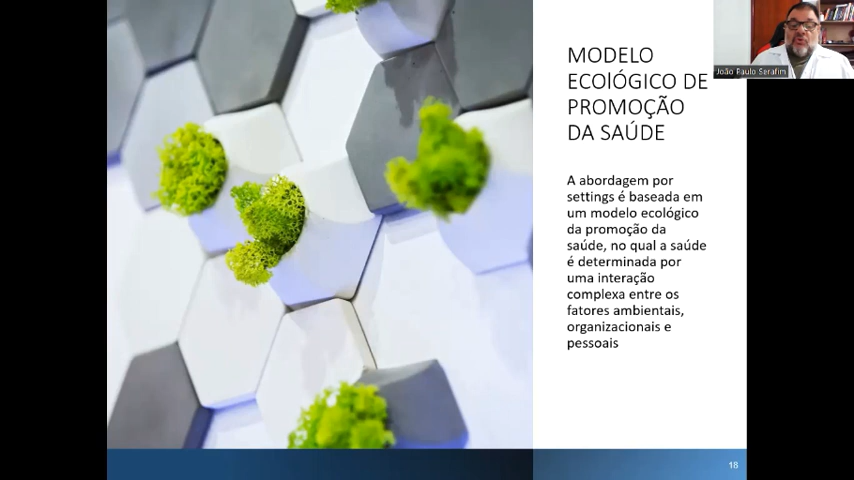 MODELO
ECOlÓGICO DE
PROMOÇÃO
DA SAÚDE
João Paulo Serafim
A abordagem por
settings é baseada em
um modelo ecológico
da promoção da
saúde, no qual a saúde
é determinada por
uma interação
complexa entre os
fatores ambientais,
organizacionais e
pessoais
18